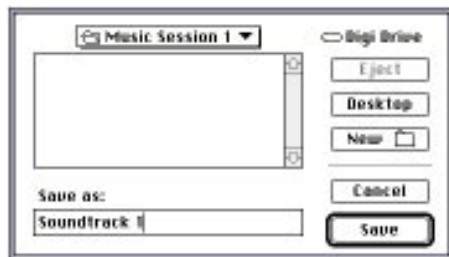 Music Session 1
Digi Drive
Eject
Desktop
New
Save as:
Soundtrack 1
Cancel
Save